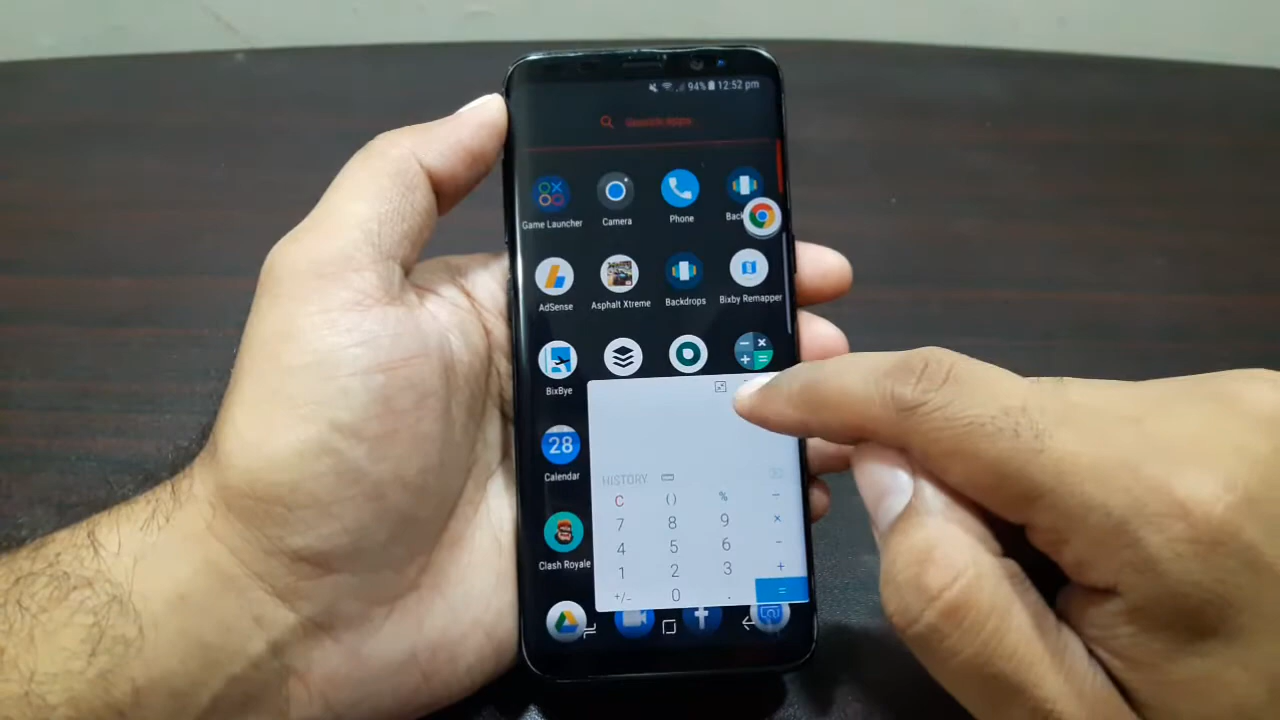 94% 12:52 pm
Search Apps
Game Launcher Camera Phone Back
AdSense Asphalt Xtreme Backdrops Bixby Remapper
BixBye
28
Calendar
HISTORY
C () %
7 8 9 ×
4 5 6 -
1 2 3 +
+/- 0 . =
Clash Royale